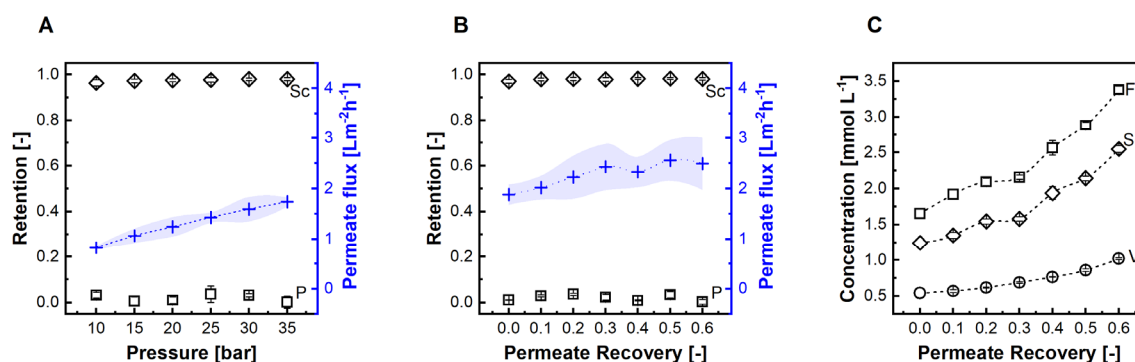 A
Retention [-]
1.0
0.8
0.6
0.4
0.2
0.0
Sc
P
4
3
2
1
0
Permeate flux [Lm⁻²h⁻¹]
10 15 20 25 30 35
Pressure [bar]
B
Retention [-]
1.0
0.8
0.6
0.4
0.2
0.0
Sc
P
4
3
2
1
0
Permeate flux [Lm⁻²h⁻¹]
0.0 0.1 0.2 0.3 0.4 0.5 0.6
Permeate Recovery [-]
C
Concentration [mmol L⁻¹]
3.5
3.0
2.5
2.0
1.5
1.0
0.5
F
S
V
0.0 0.1 0.2 0.3 0.4 0.5 0.6
Permeate Recovery [-]